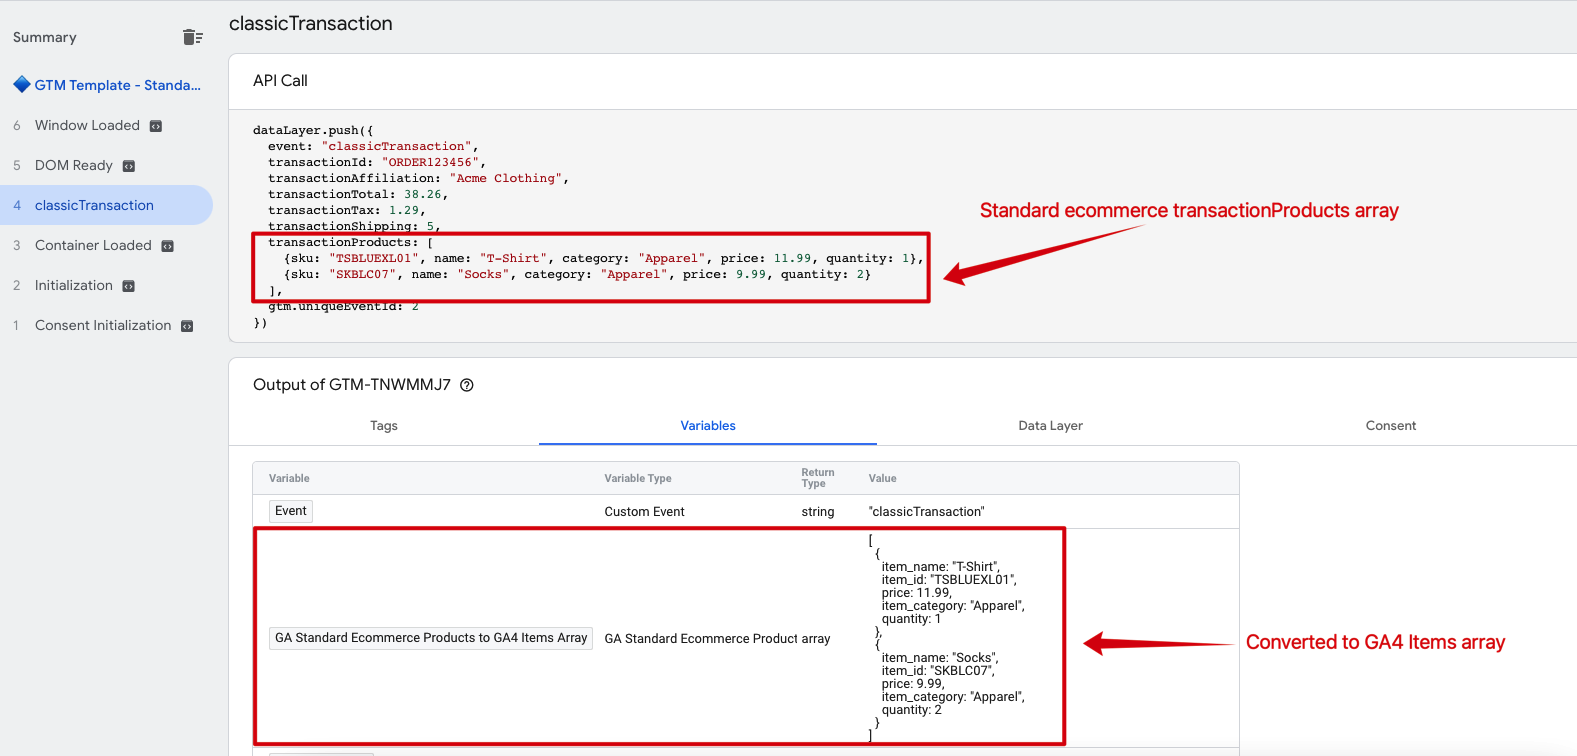 Summary
GTM Template - Standa...
6 Window Loaded
5 DOM Ready
4 classicTransaction
3 Container Loaded
2 Initialization
1 Consent Initialization
classicTransaction
API Call
dataLayer.push({
event: "classicTransaction",
transactionId: "ORDER123456",
transactionAffiliation: "Acme Clothing",
transactionTotal: 38.26,
transactionTax: 1.29,
transactionShipping: 5,
transactionProducts: [
{sku: "TSBLUEXL01", name: "T-Shirt", category: "Apparel", price: 11.99, quantity: 1},
{sku: "SKBLC07", name: "Socks", category: "Apparel", price: 9.99, quantity: 2}
],
gtm.uniqueEventId: 2
})
Standard ecommerce transactionProducts array
Output of GTM-TNWMMJ7
Tags Variables Data Layer Consent
Variable Variable Type Return Type Value
Event Custom Event string "classicTransaction"
GA Standard Ecommerce Products to GA4 Items Array GA Standard Ecommerce Product array
[
{
item_name: "T-Shirt",
item_id: "TSBLUEXL01",
price: 11.99,
item_category: "Apparel",
quantity: 1
},
{
item_name: "Socks",
item_id: "SKBLC07",
price: 9.99,
item_category: "Apparel",
quantity: 2
}
]
Converted to GA4 Items array